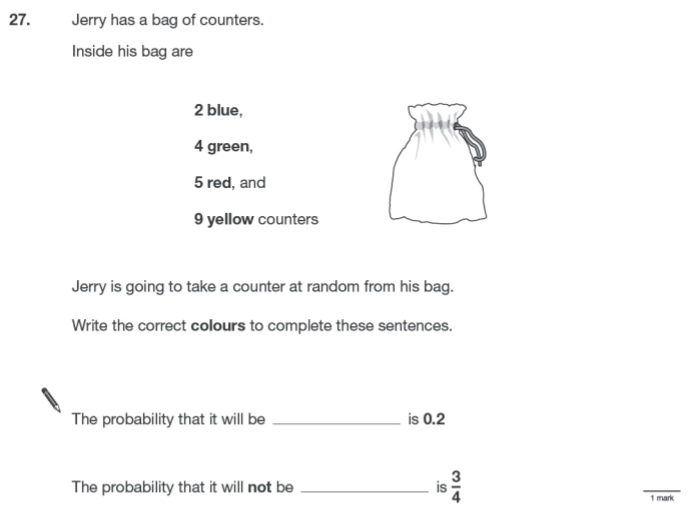 27. Jerry has a bag of counters.
Inside his bag are
2 blue,
4 green,
5 red, and
9 yellow counters
Jerry is going to take a counter at random from his bag.
Write the correct colours to complete these sentences.
The probability that it will be ____________ is 0.2
The probability that it will not be ____________ is 3/4
1 mark